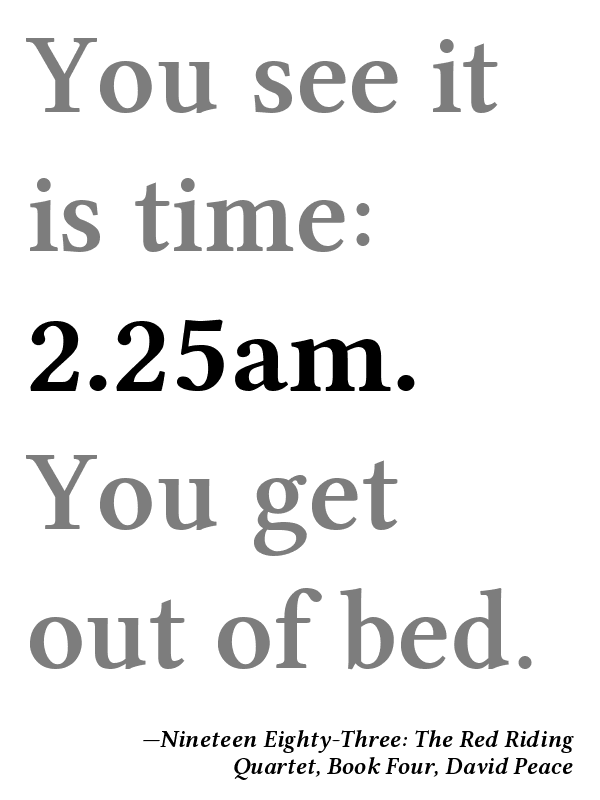 You see it
is time:
2.25am.
You get
out of bed.
—Nineteen Eighty-Three: The Red Riding
Quartet, Book Four, David Peace